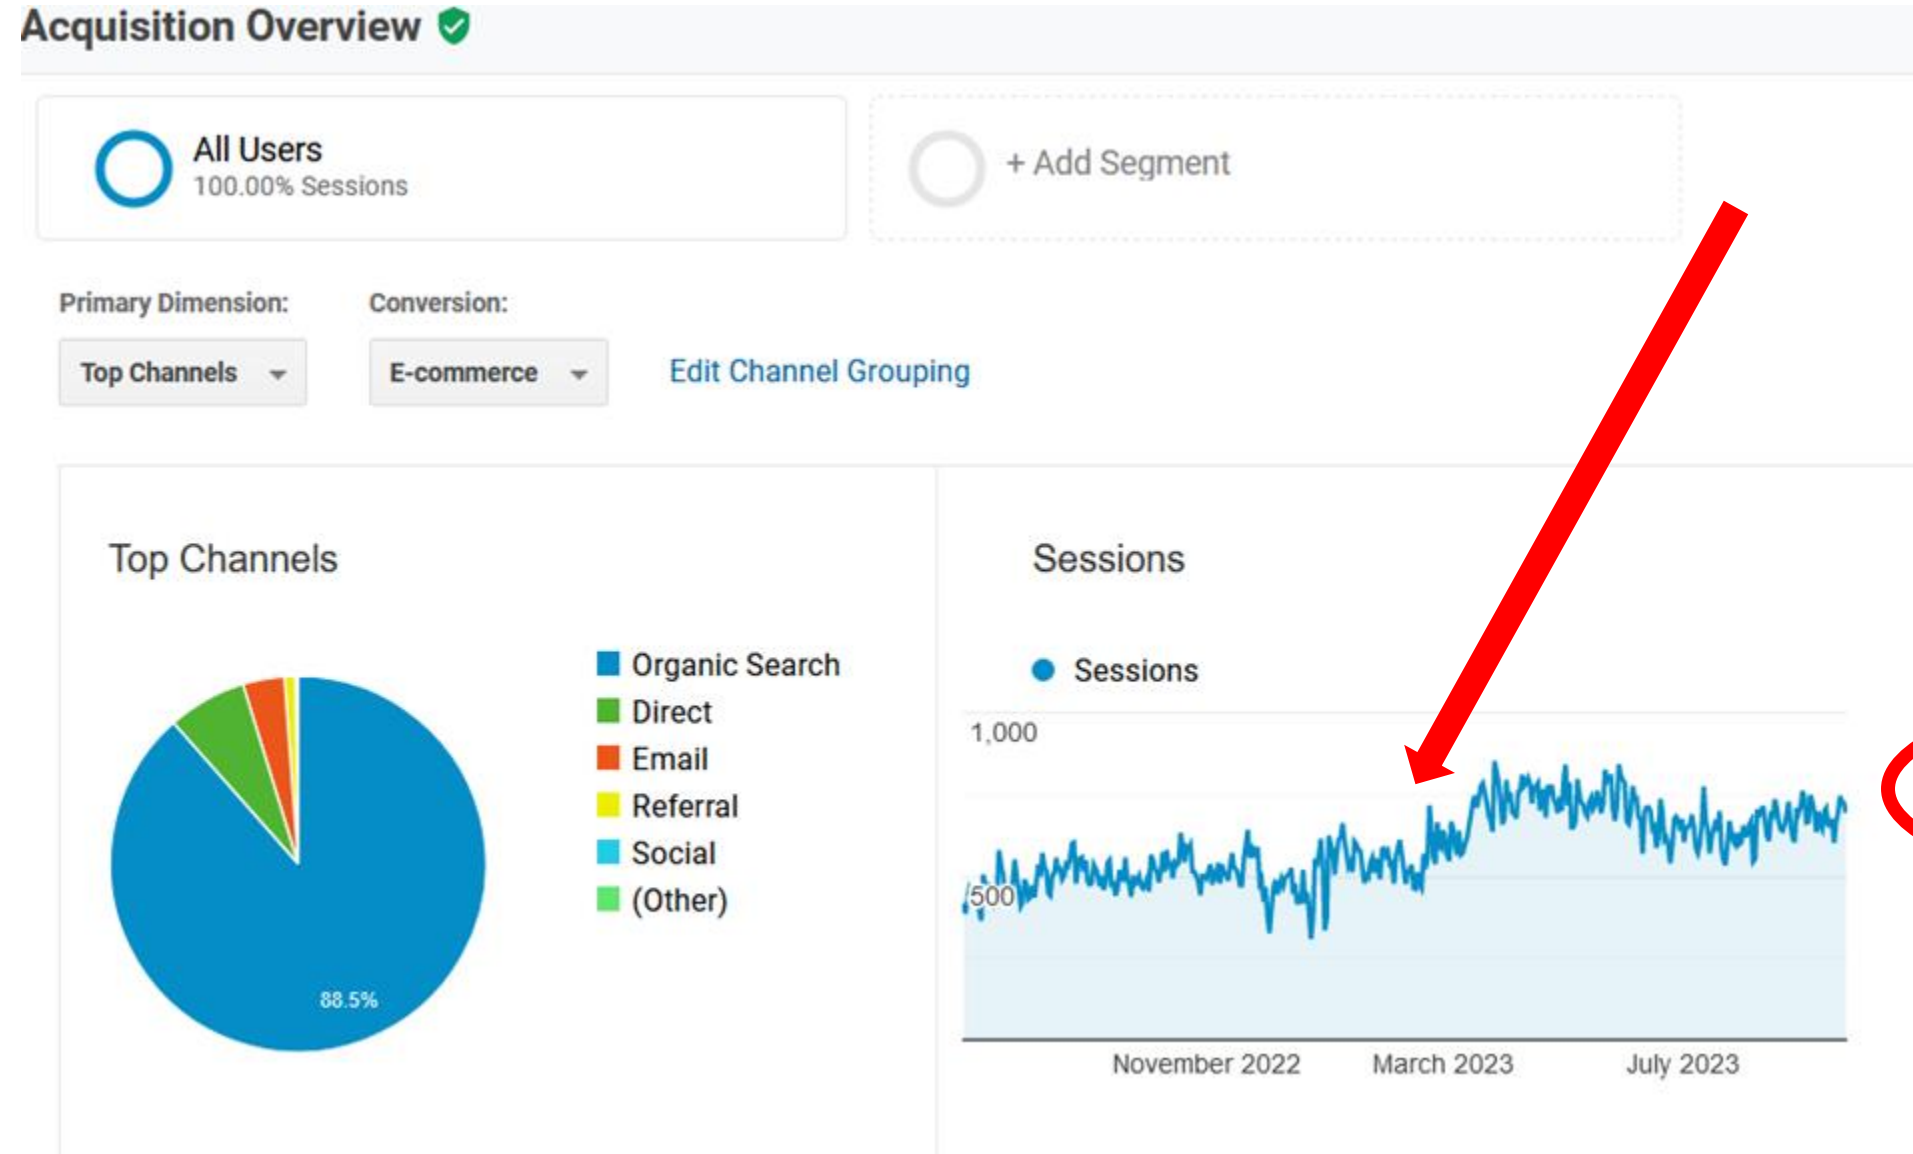 Acquisition Overview
All Users
100.00% Sessions
+ Add Segment
Primary Dimension:
Conversion:
Top Channels
E-commerce
Edit Channel Grouping
Top Channels
Organic Search
Direct
Email
Referral
Social
(Other)
88.5%
Sessions
Sessions
1,000
500
November 2022
March 2023
July 2023